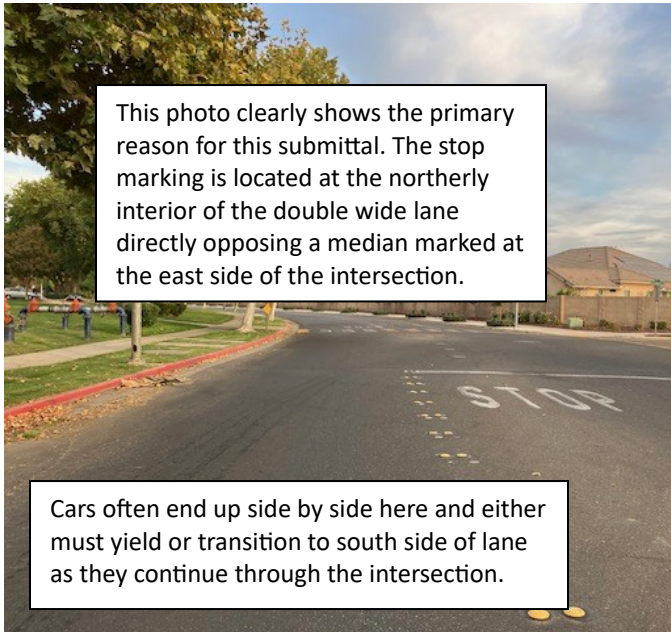 This photo clearly shows the primary
reason for this submittal. The stop
marking is located at the northerly
interior of the double wide lane
directly opposing a median marked at
the east side of the intersection.
STOP
Cars often end up side by side here and either
must yield or transition to south side of lane
as they continue through the intersection.